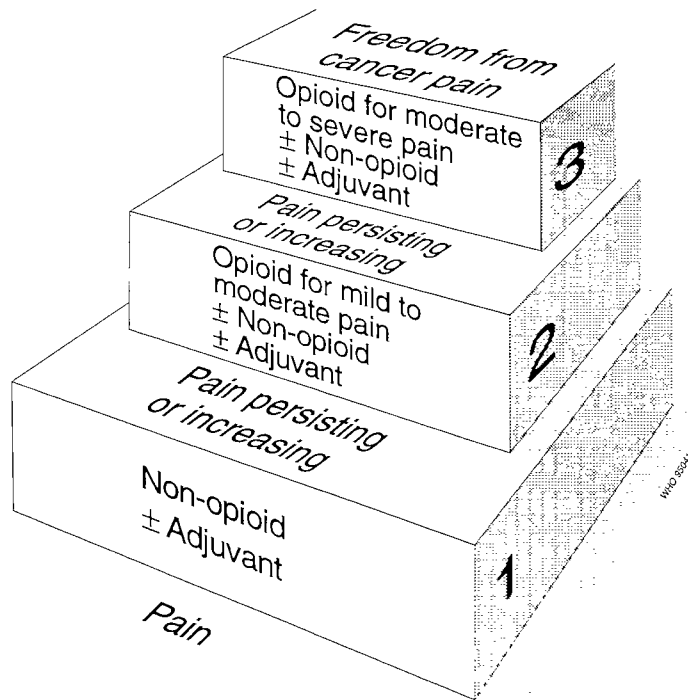 Freedom from
cancer pain
Opioid for moderate
to severe pain
± Non-opioid
± Adjuvant
3
Pain persisting
or increasing
Opioid for mild to
moderate pain
± Non-opioid
± Adjuvant
2
Pain persisting
or increasing
Non-opioid
± Adjuvant
1
Pain